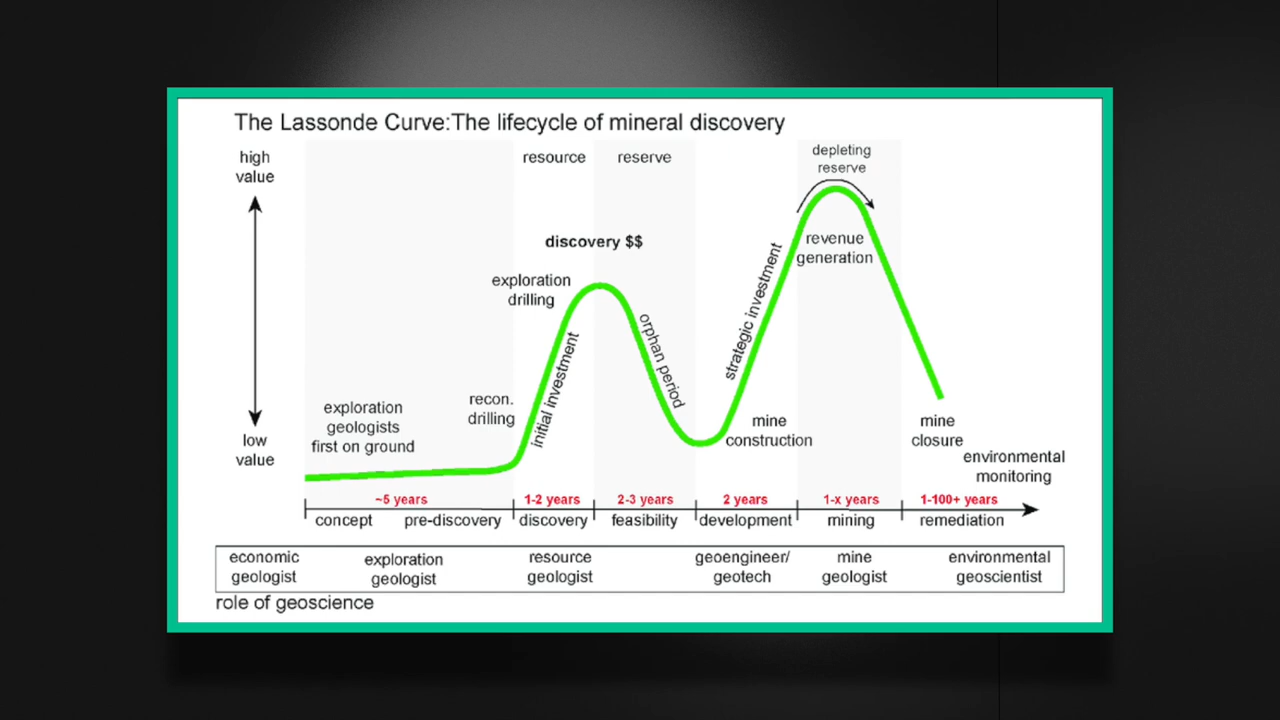 The Lassonde Curve:The lifecycle of mineral discovery
high
value
resource
reserve
depleting
reserve
discovery $$
revenue
generation
exploration
drilling
strategic investment
orphan period
initial investment
recon.
drilling
exploration
geologists
first on ground
low
value
mine
construction
mine
closure
environmental
monitoring
~5 years
1-2 years
2-3 years
2 years
1-x years
1-100+ years
concept
pre-discovery
discovery
feasibility
development
mining
remediation
economic
geologist
exploration
geologist
resource
geologist
geoengineer/
geotech
mine
geologist
environmental
geoscientist
role of geoscience